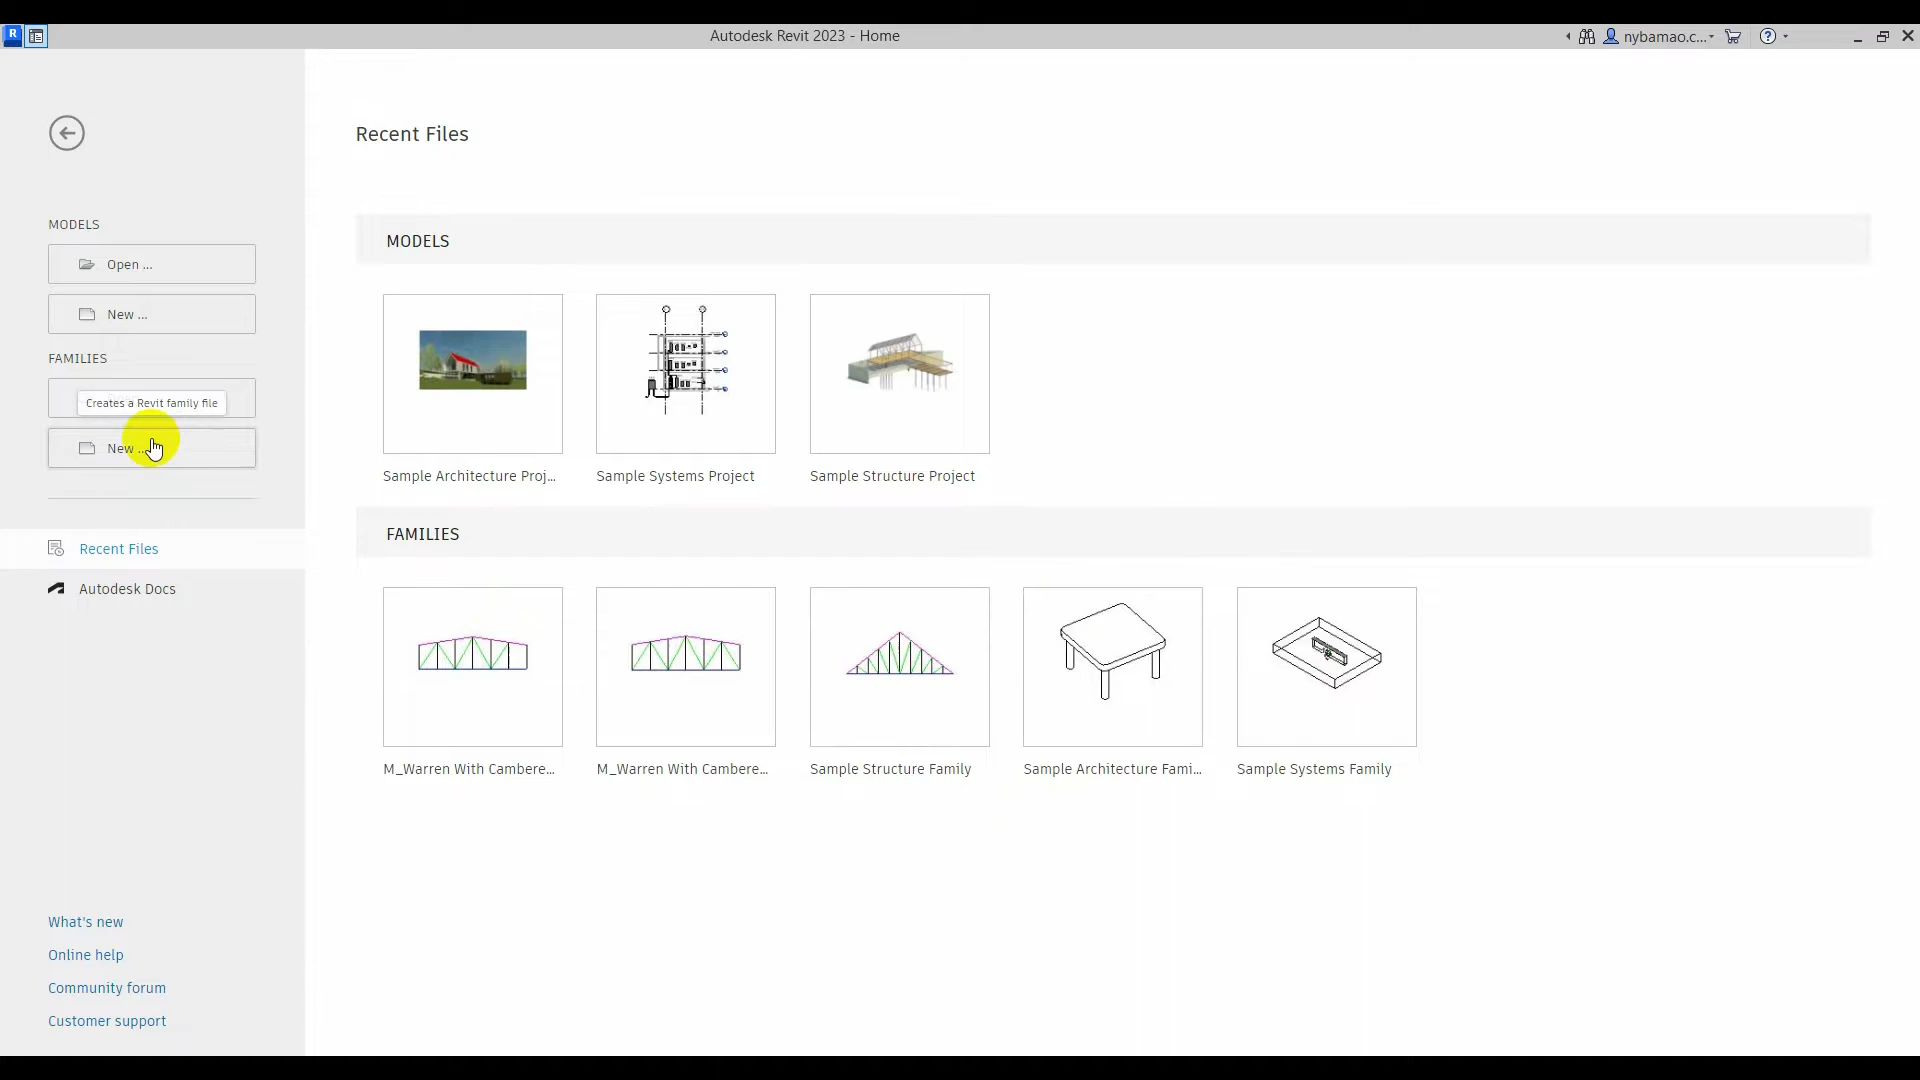 R
Autodesk Revit 2023 - Home
nybamao.c...
?
Recent Files
MODELS
Open ...
New ...
FAMILIES
Creates a Revit family file
New ...
Recent Files
Autodesk Docs
What's new
Online help
Community forum
Customer support
MODELS
Sample Architecture Proj...
Sample Systems Project
Sample Structure Project
FAMILIES
M_Warren With Cambere...
M_Warren With Cambere...
Sample Structure Family
Sample Architecture Fami...
Sample Systems Family